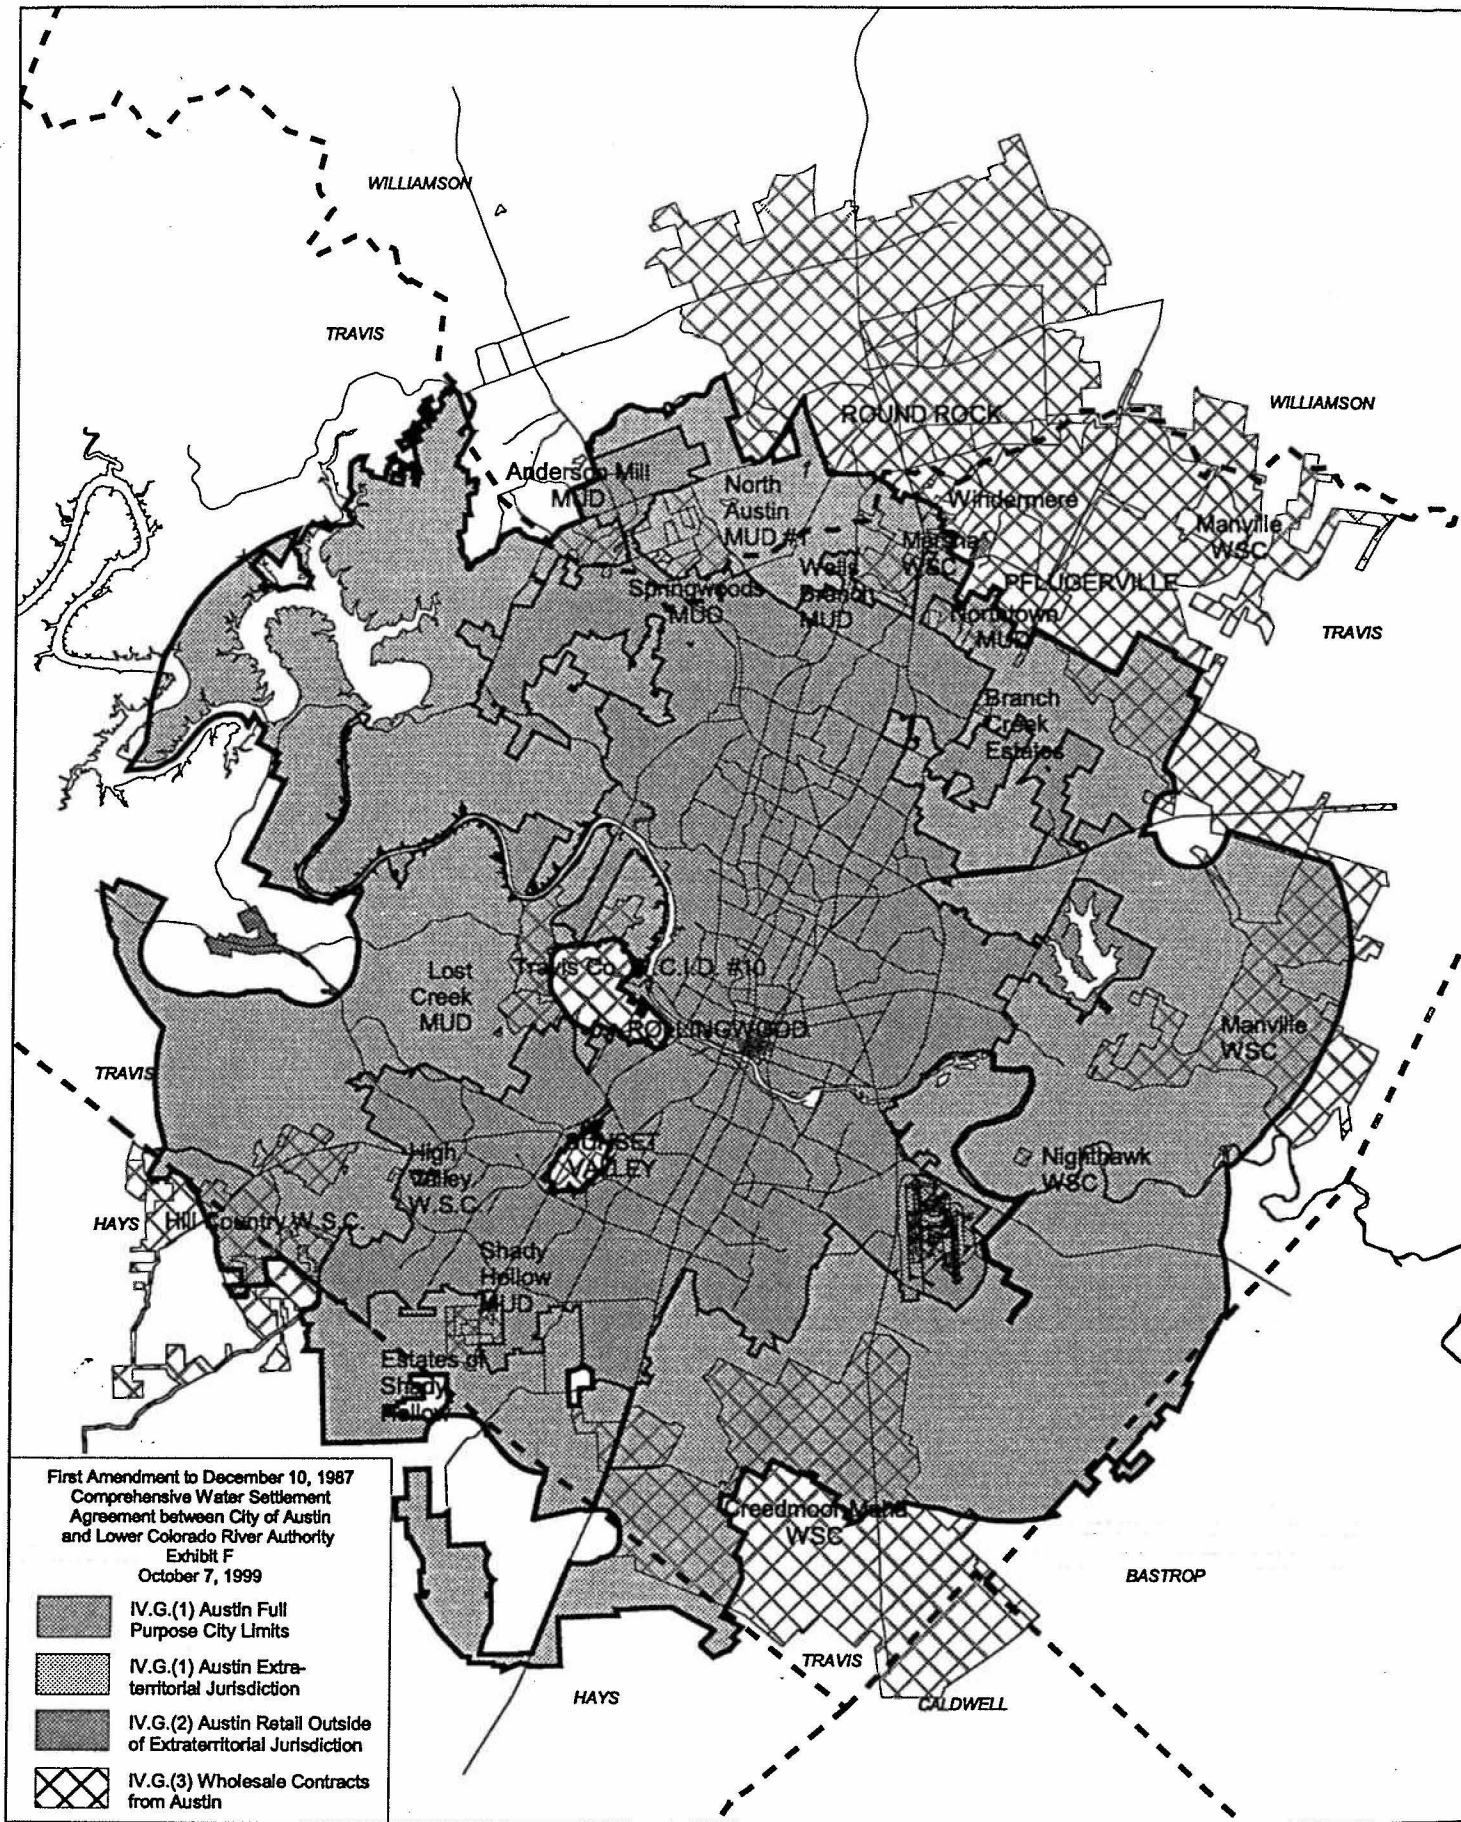 WILLIAMSON
TRAVIS
ROUND ROCK
WILLIAMSON
Anderson Mill
MUD
North
Austin
MUD #1
Windermere
Manville
WSC
WSC
Wells
Branch
MUD
Springwoods
MUD
PFLUGERVILLE
Northtown
MUD
TRAVIS
Branch
Creek
Estates
Lost
Creek
MUD
Travis Co. W.C.I.D. #10
ROLLINGWOOD
Manville
WSC
TRAVIS
SUNSET
VALLEY
High
Valley
W.S.C.
Nighthawk
WSC
HAYS
Hill Country W.S.C.
Shady
Hollow
MUD
Estates of
Shady
Hollow
Creedmoor Maha
WSC
BASTROP
TRAVIS
HAYS
CALDWELL
First Amendment to December 10, 1987
Comprehensive Water Settlement
Agreement between City of Austin
and Lower Colorado River Authority
Exhibit F
October 7, 1999
IV.G.(1) Austin Full
Purpose City Limits
IV.G.(1) Austin Extra-
territorial Jurisdiction
IV.G.(2) Austin Retail Outside
of Extraterritorial Jurisdiction
IV.G.(3) Wholesale Contracts
from Austin